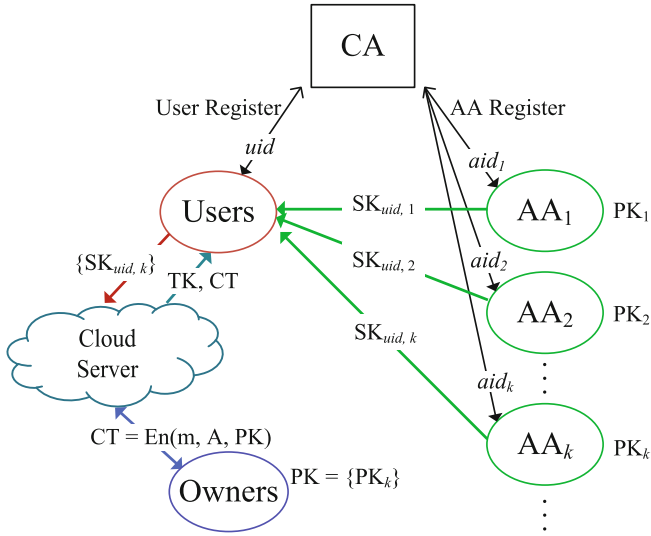 CA
User Register
AA Register
uid
aid1
Users
SKuid, 1
AA1
PK1
{SKuid, k}
TK, CT
SKuid, 2
aid2
AA2
PK2
Cloud
Server
SKuid, k
aidk
CT = En(m, A, PK)
AAk
PKk
Owners
PK = {PKk}